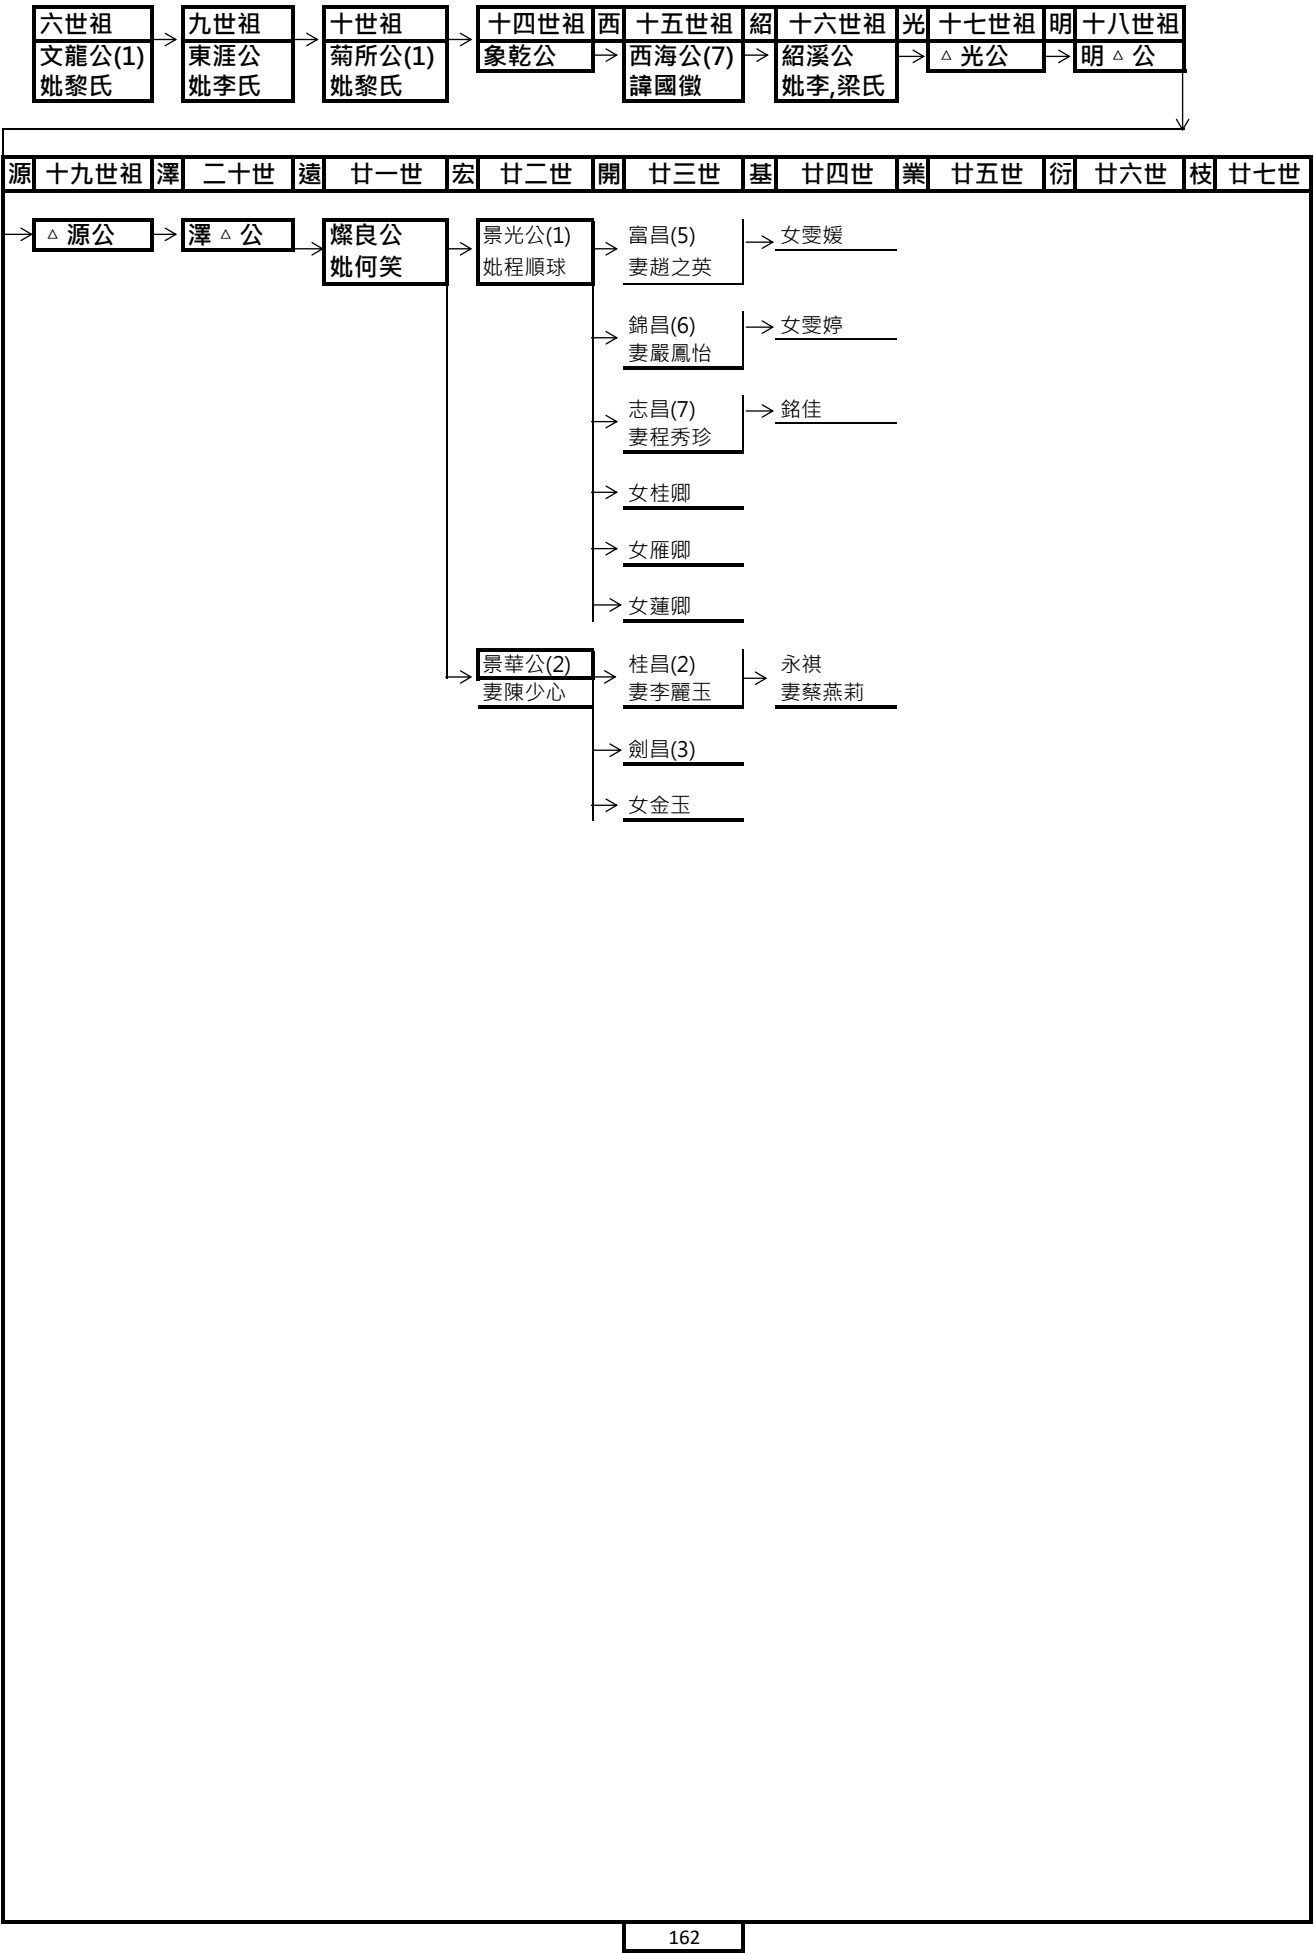 六世祖 九世祖 十世祖 十四世祖 西 十五世祖 紹 十六世祖 光 十七世祖 明 十八世祖
文龍公(1) 東涯公 菊所公(1) 象乾公 西海公(7) 紹溪公 △ 光公 明 △ 公
妣黎氏 妣李氏 妣黎氏 諱國徵 妣李,梁氏
源 十九世祖 澤 二十世 遠 廿一世 宏 廿二世 開 廿三世 基 廿四世 業 廿五世 衍 廿六世 枝 廿七世
△ 源公 澤 △ 公 燦良公 景光公(1) 富昌(5) 女雯媛
妣何笑 妣程順球 妻趙之英
錦昌(6) 女雯婷
妻嚴鳳怡
志昌(7) 銘佳
妻程秀珍
女桂卿
女雁卿
女蓮卿
景華公(2) 桂昌(2) 永祺
妻陳少心 妻李麗玉 妻蔡燕莉
劍昌(3)
女金玉
162